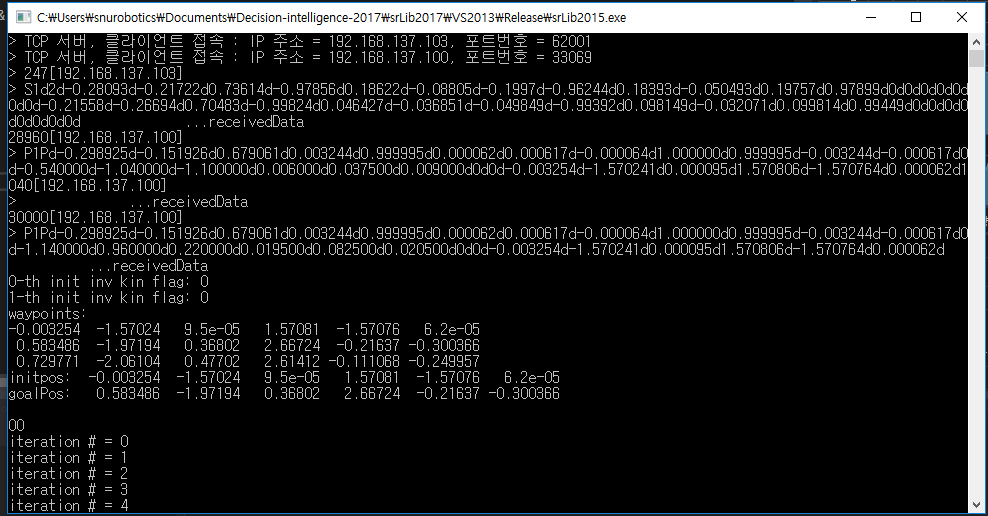 C:₩Users₩snurobotics₩Documents₩Decision-intelligence-2017₩srLib2017₩VS2013₩Release₩srLib2015.exe
> TCP 서버, 클라이언트 접속 : IP 주소 = 192.168.137.103, 포트번호 = 62001
> TCP 서버, 클라이언트 접속 : IP 주소 = 192.168.137.100, 포트번호 = 33069
> 247[192.168.137.103]
> S1d2d-0.28093d-0.21722d0.73614d-0.97856d0.18622d-0.08805d-0.1997d-0.96244d0.18393d-0.050493d0.19757d0.97899d0d0d0d0d0d
0d0d-0.21558d-0.26694d0.70483d-0.99824d0.046427d-0.036851d-0.049849d-0.99392d0.098149d-0.032071d0.099814d0.99449d0d0d0d0
d0d0d0d0d ...receivedData
28960[192.168.137.100]
> P1Pd-0.298925d-0.151926d0.679061d0.003244d0.999995d0.000062d0.000617d-0.000064d1.000000d0.999995d-0.003244d-0.000617d0
d-0.540000d-1.040000d-1.100000d0.006000d0.037500d0.009000d0d0d-0.003254d-1.570241d0.000095d1.570806d-1.570764d0.000062d1
040[192.168.137.100]
> ...receivedData
30000[192.168.137.100]
> P1Pd-0.298925d-0.151926d0.679061d0.003244d0.999995d0.000062d0.000617d-0.000064d1.000000d0.999995d-0.003244d-0.000617d0
d-1.140000d0.960000d0.220000d0.019500d0.082500d0.020500d0d0d-0.003254d-1.570241d0.000095d1.570806d-1.570764d0.000062d
...receivedData
0-th init inv kin flag: 0
1-th init inv kin flag: 0
waypoints:
-0.003254 -1.57024 9.5e-05 1.57081 -1.57076 6.2e-05
0.583486 -1.97194 0.36802 2.66724 -0.21637 -0.300366
0.729771 -2.06104 0.47702 2.61412 -0.111068 -0.249957
initpos: -0.003254 -1.57024 9.5e-05 1.57081 -1.57076 6.2e-05
goalPos: 0.583486 -1.97194 0.36802 2.66724 -0.21637 -0.300366
00
iteration # = 0
iteration # = 1
iteration # = 2
iteration # = 3
iteration # = 4